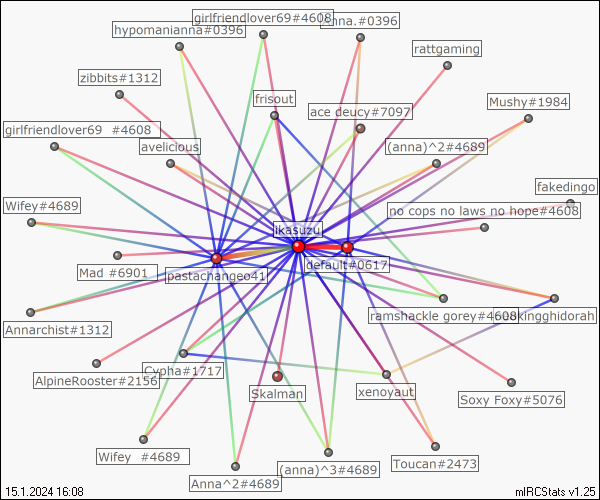 girlfriendlover69#4608
hypomanianna#0396
rattgaming
zibbits#1312
frisout
ace deucy#7097
Mushy#1984
girlfriendlover69   #4608
avelicious
(anna)^2#4689
fakedingo
Wifey#4689
no cops no laws no hope#4608
ikasuzu
Mad  #6901
pastachangeo41
default#0617
Annarchist#1312
ramshackle gorey#4608
Cypha#1717
AlpineRooster#2156
Skalman
xenoyaut
Soxy Foxy#5076
Wifey   #4689
Anna^2#4689
(anna)^3#4689
Toucan#2473
15.1.2024 16:08
mIRCStats v1.25